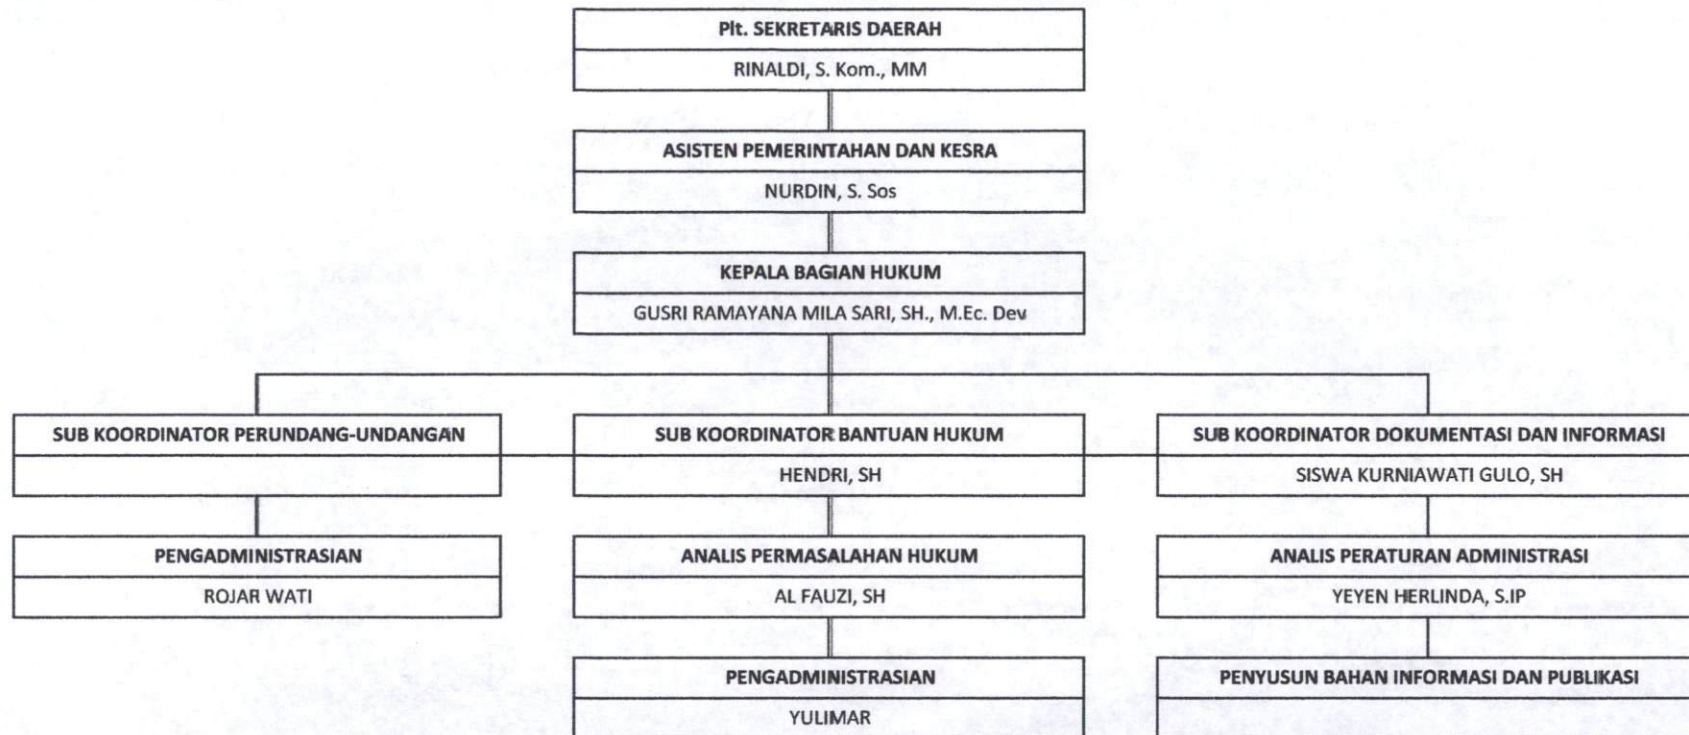 Plt. SEKRETARIS DAERAH
RINALDI, S. Kom., MM
ASISTEN PEMERINTAHAN DAN KESRA
NURDIN, S. Sos
KEPALA BAGIAN HUKUM
GUSRI RAMAYANA MILA SARI, SH., M.Ec. Dev
SUB KOORDINATOR PERUNDANG-UNDANGAN
SUB KOORDINATOR BANTUAN HUKUM
HENDRI, SH
SUB KOORDINATOR DOKUMENTASI DAN INFORMASI
SISWA KURNIAWATI GULO, SH
PENGADMINISTRASIAN
ROJAR WATI
ANALIS PERMASALAHAN HUKUM
AL FAUZI, SH
ANALIS PERATURAN ADMINISTRASI
YEYEN HERLINDA, S.IP
PENGADMINISTRASIAN
YULIMAR
PENYUSUN BAHAN INFORMASI DAN PUBLIKASI